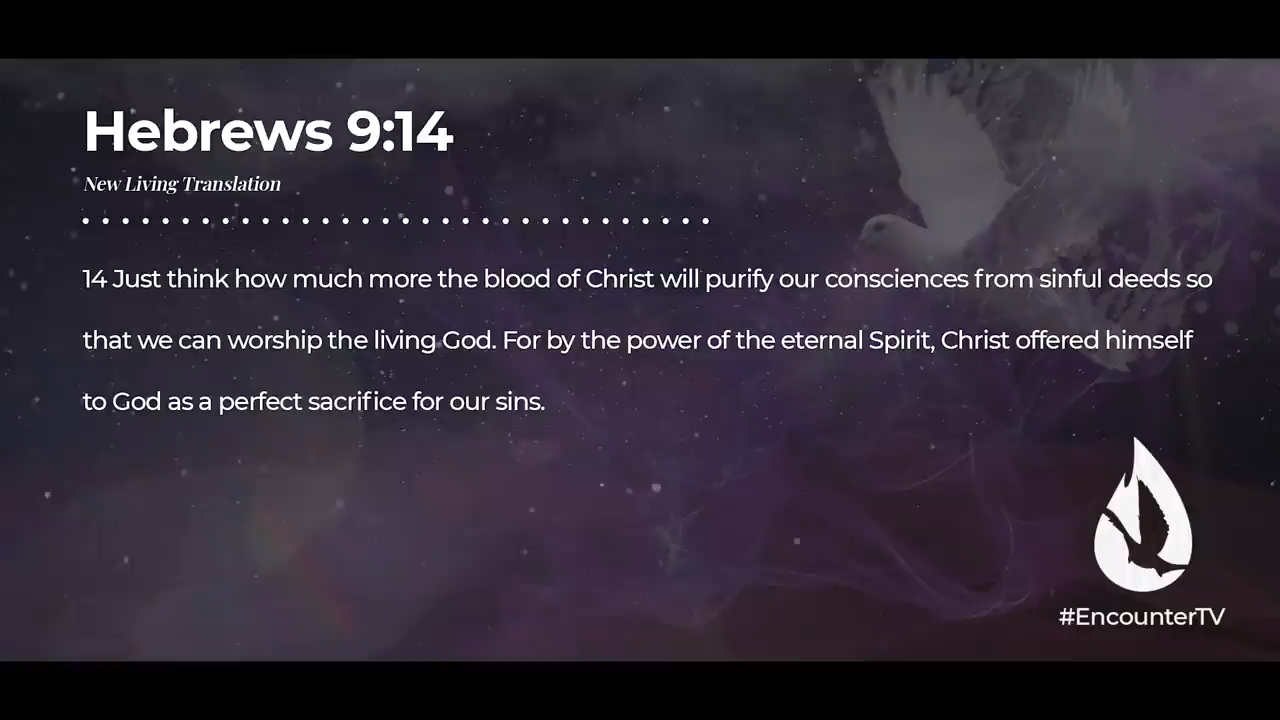 Hebrews 9:14
New Living Translation
14 Just think how much more the blood of Christ will purify our consciences from sinful deeds so
that we can worship the living God. For by the power of the eternal Spirit, Christ offered himself
to God as a perfect sacrifice for our sins.
#EncounterTV